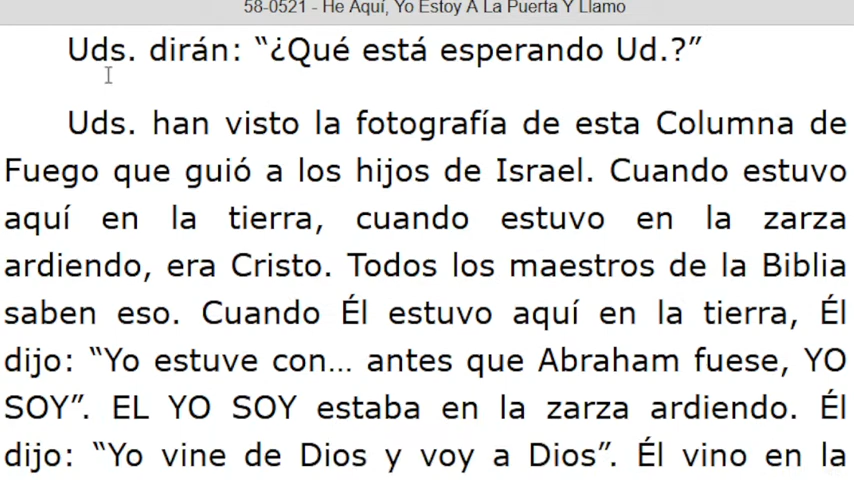 58-0521 - He Aquí, Yo Estoy A La Puerta Y Llamo
Uds. dirán: “¿Qué está esperando Ud.?”
Uds. han visto la fotografía de esta Columna de
Fuego que guió a los hijos de Israel. Cuando estuvo
aquí en la tierra, cuando estuvo en la zarza
ardiendo, era Cristo. Todos los maestros de la Biblia
saben eso. Cuando Él estuvo aquí en la tierra, Él
dijo: “Yo estuve con... antes que Abraham fuese, YO
SOY”. EL YO SOY estaba en la zarza ardiendo. Él
dijo: “Yo vine de Dios y voy a Dios”. Él vino en la